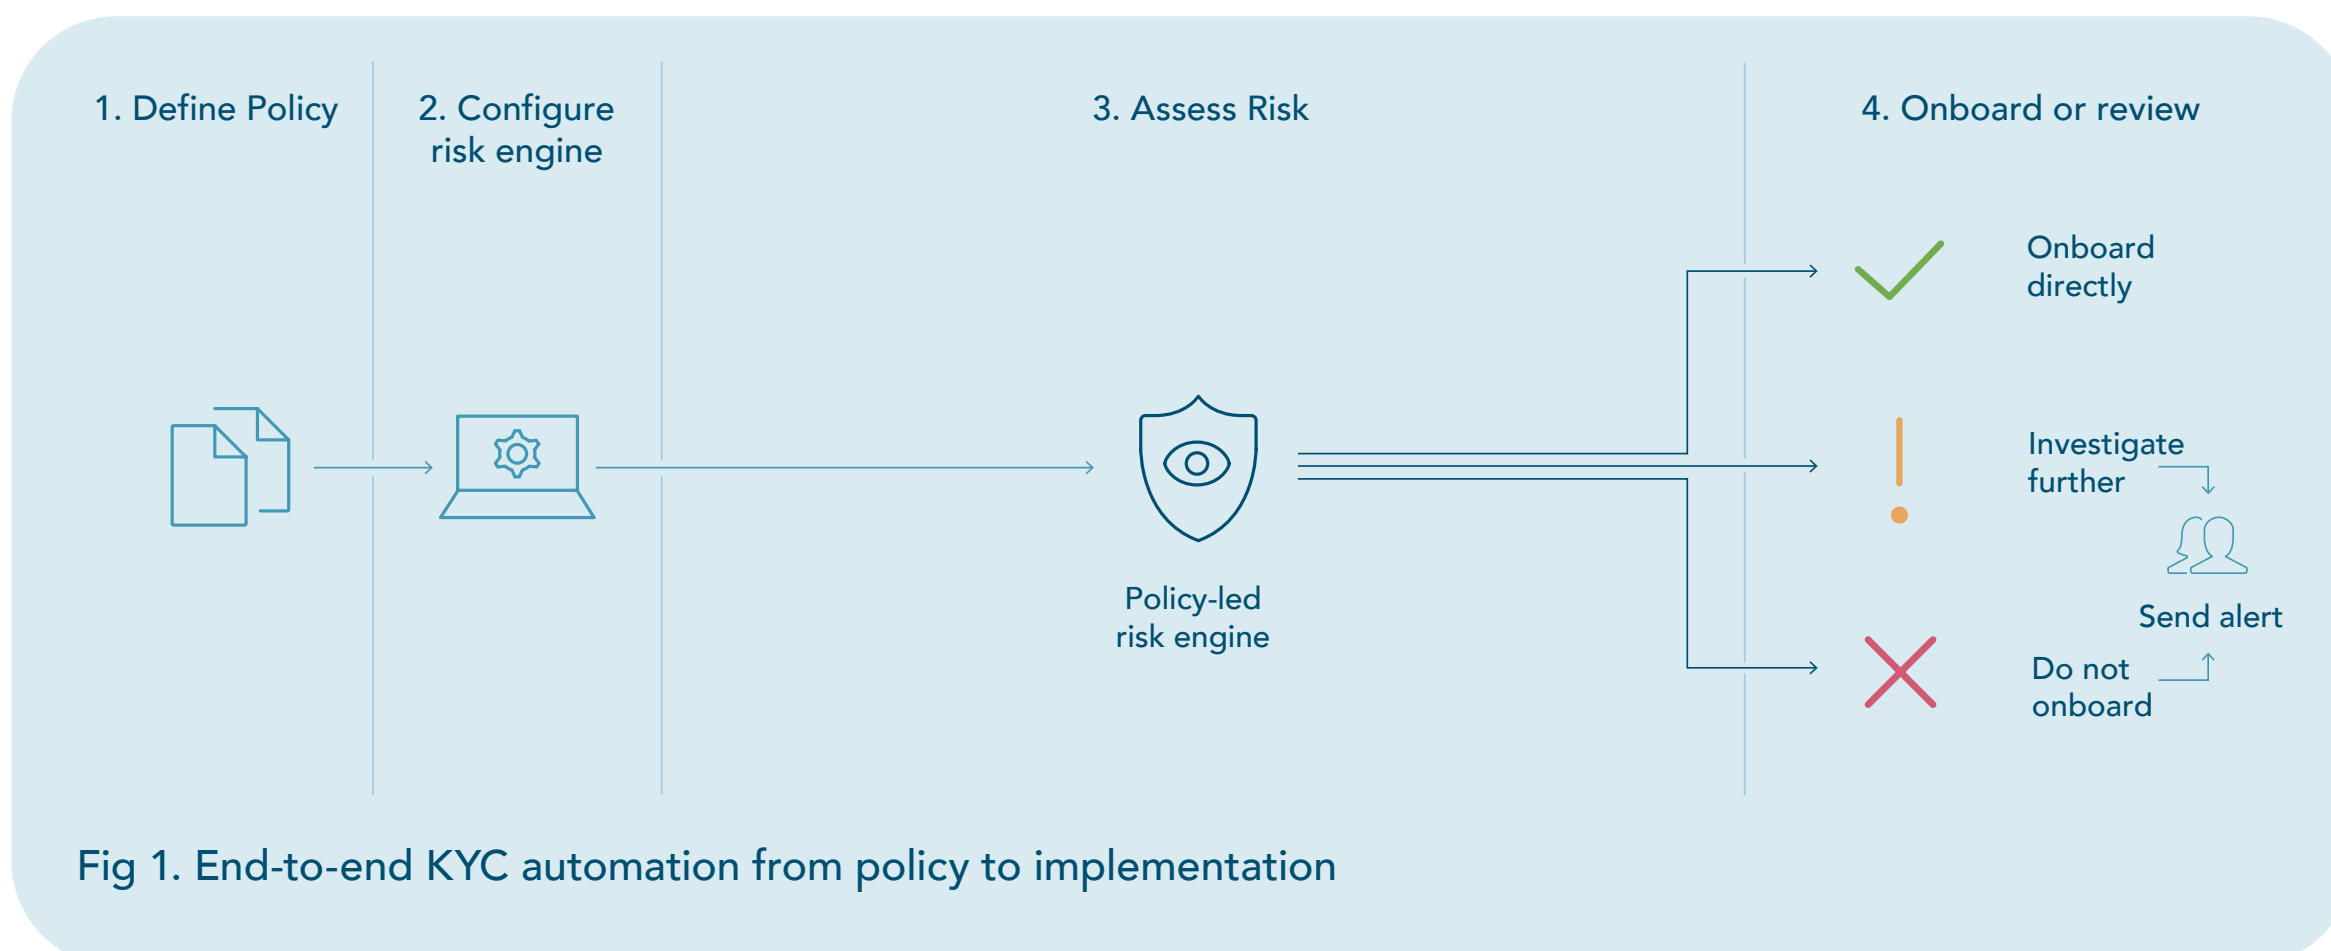 1. Define Policy
2. Configure
risk engine
3. Assess Risk
4. Onboard or review
Onboard
directly
Investigate
further
Policy-led
risk engine
Send alert
Do not
onboard
Fig 1. End-to-end KYC automation from policy to implementation